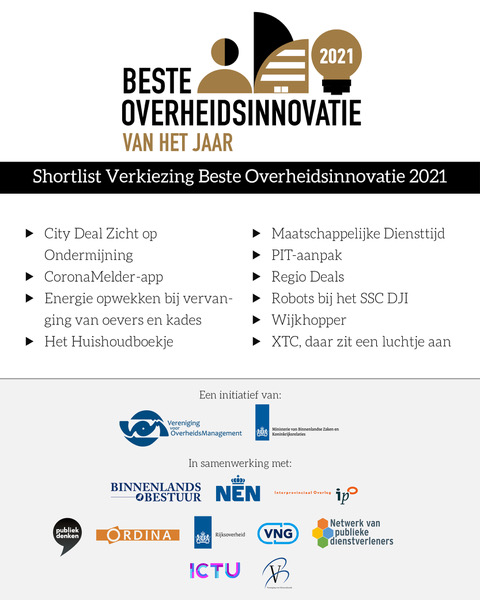 2021
BESTE
OVERHEIDSINNOVATIE
VAN HET JAAR
Shortlist Verkiezing Beste Overheidsinnovatie 2021
City Deal Zicht op
Ondermijning
CoronaMelder-app
Energie opwekken bij vervan-
ging van oevers en kades
Het Huishoudboekje
Maatschappelijke Diensttijd
PIT-aanpak
Regio Deals
Robots bij het SSC DJI
Wijkhopper
XTC, daar zit een luchtje aan
Een initiatief van:
Vereniging
voor
OverheidsManagement
Ministerie van Binnenlandse Zaken en
Koninkrijksrelaties
In samenwerking met:
BINNENLANDS
BESTUUR
NEN
Interprovinciaal Overleg
ipo
publiek
denken
ORDINA
Rijksoverheid
VNG
Netwerk van
publieke
dienstverleners
ICTU